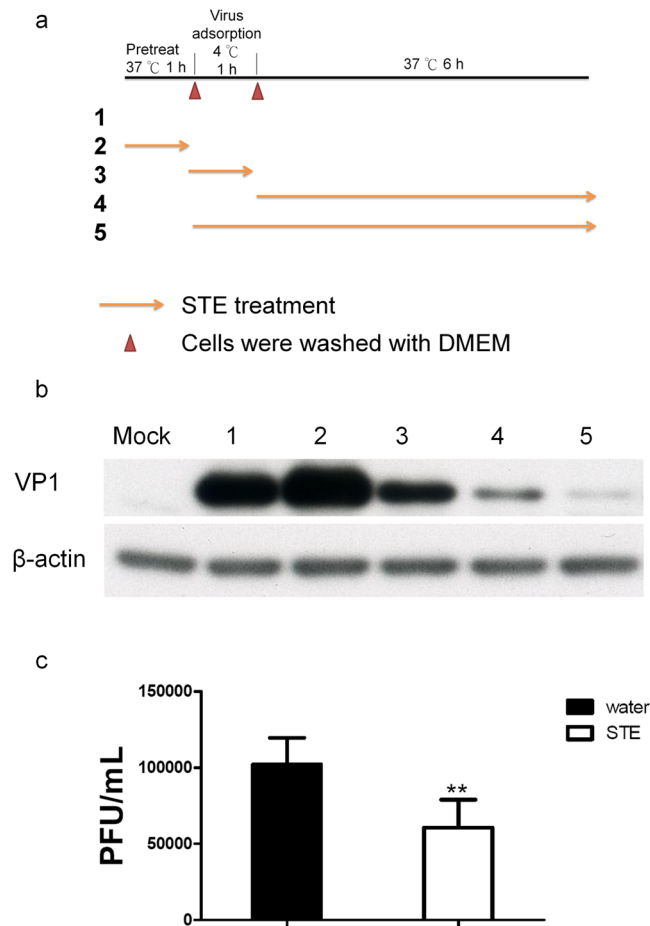 a
Virus
adsorption
Pretreat
4 ℃
37 ℃ 1 h
1 h
37 ℃ 6 h
1
2
3
4
5
STE treatment
Cells were washed with DMEM
b
Mock 1 2 3 4 5
VP1
β-actin
c
PFU/mL
150000
100000
50000
0
**
water
STE